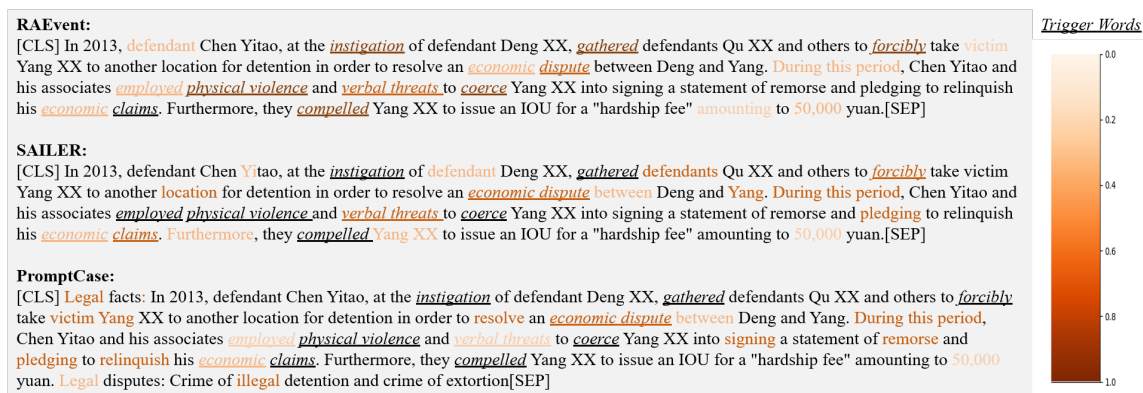 RAEvent:
[CLS] In 2013, defendant Chen Yitao, at the instigation of defendant Deng XX, gathered defendants Qu XX and others to forcibly take victim
Yang XX to another location for detention in order to resolve an economic dispute between Deng and Yang. During this period, Chen Yitao and
his associates employed physical violence and verbal threats to coerce Yang XX into signing a statement of remorse and pledging to relinquish
his economic claims. Furthermore, they compelled Yang XX to issue an IOU for a "hardship fee" amounting to 50,000 yuan.[SEP]
SAILER:
[CLS] In 2013, defendant Chen Yitao, at the instigation of defendant Deng XX, gathered defendants Qu XX and others to forcibly take victim
Yang XX to another location for detention in order to resolve an economic dispute between Deng and Yang. During this period, Chen Yitao and
his associates employed physical violence and verbal threats to coerce Yang XX into signing a statement of remorse and pledging to relinquish
his economic claims. Furthermore, they compelled Yang XX to issue an IOU for a "hardship fee" amounting to 50,000 yuan.[SEP]
PromptCase:
[CLS] Legal facts: In 2013, defendant Chen Yitao, at the instigation of defendant Deng XX, gathered defendants Qu XX and others to forcibly
take victim Yang XX to another location for detention in order to resolve an economic dispute between Deng and Yang. During this period,
Chen Yitao and his associates employed physical violence and verbal threats to coerce Yang XX into signing a statement of remorse and
pledging to relinquish his economic claims. Furthermore, they compelled Yang XX to issue an IOU for a "hardship fee" amounting to 50,000
yuan. Legal disputes: Crime of illegal detention and crime of extortion[SEP]
Trigger Words
0.0
0.2
0.4
0.6
0.8
1.0